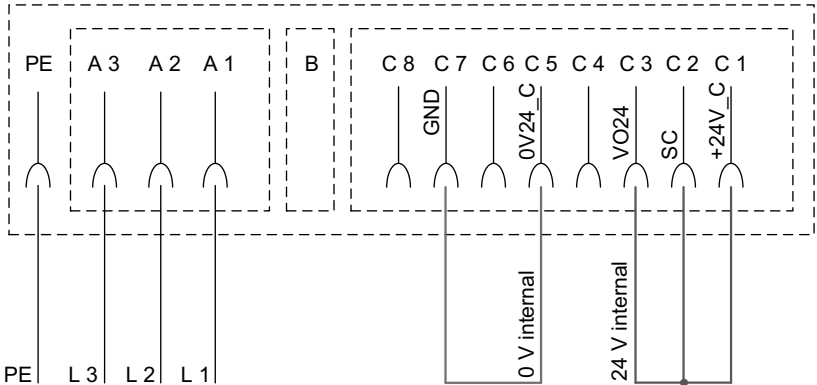 PE A 3 A 2 A 1 B C 8 C 7 C 6 C 5 C 4 C 3 C 2 C 1
GND
0V24_C
VO24
SC
+24V_C
0 V internal
24 V internal
PE L 3 L 2 L 1